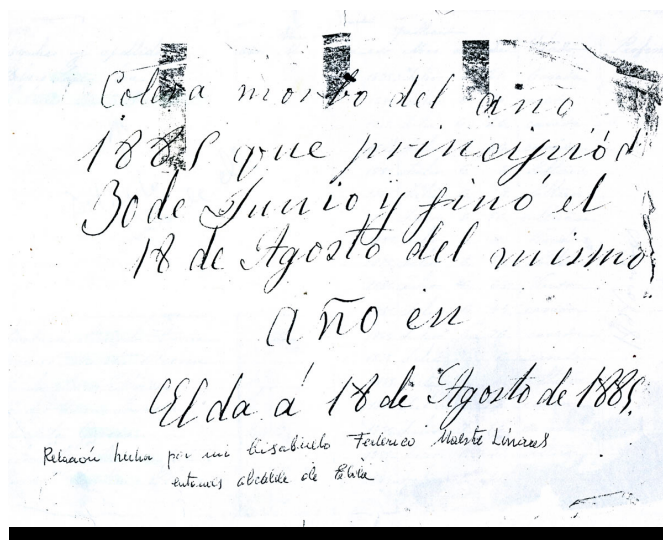 Colera morbo del año
1885 que principió el
30 de Junio y finó el
18 de Agosto del mismo
año en
Elda á 18 de Agosto de 1885.
Relación hecha por mi bisabuelo Federico Maestre Linares
entonces alcalde de Elda